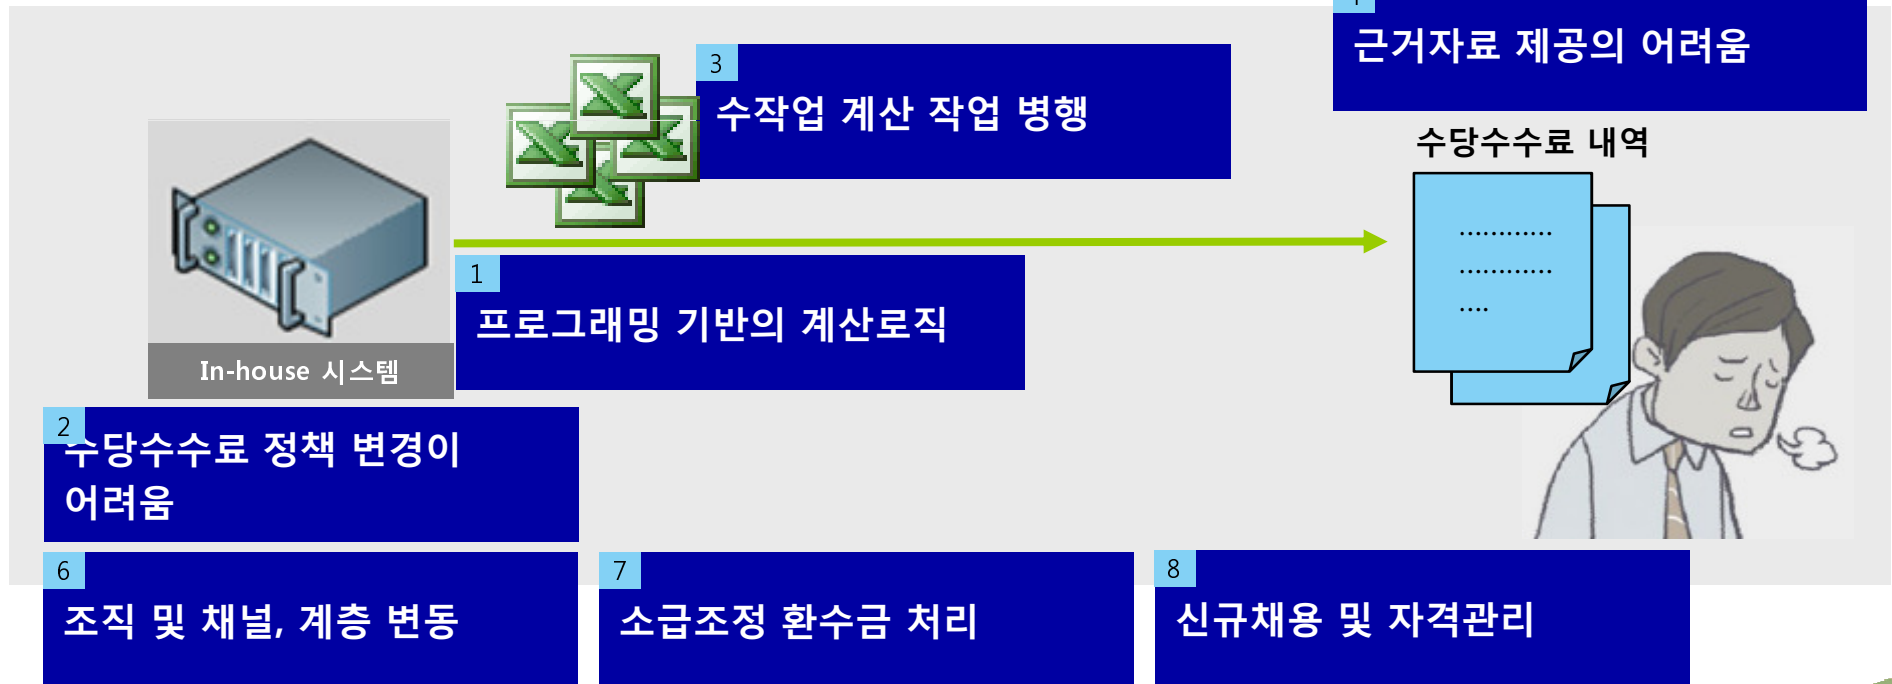 근거자료 제공의 어려움
3
수작업 계산 작업 병행
수당수수료 내역
............
............
....
1
프로그래밍 기반의 계산로직
In-house 시스템
2
수당수수료 정책 변경이
어려움
6
조직 및 채널, 계층 변동
7
소급조정 환수금 처리
8
신규채용 및 자격관리